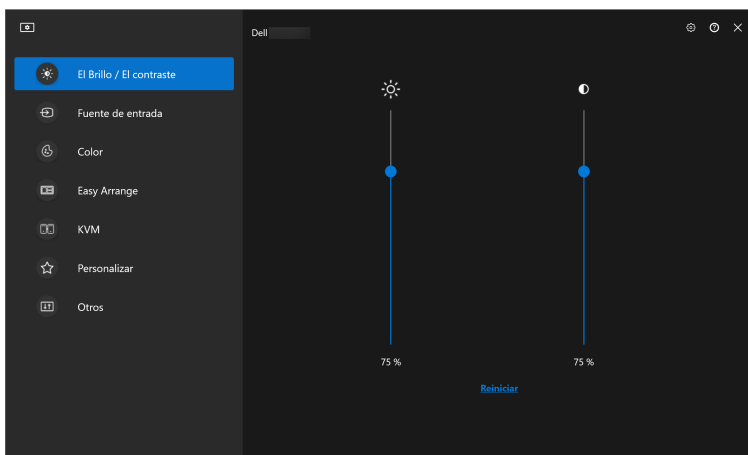 Dell
El Brillo / El contraste
Fuente de entrada
Color
Easy Arrange
KVM
Personalizar
Otros
75 %
75 %
Reiniciar